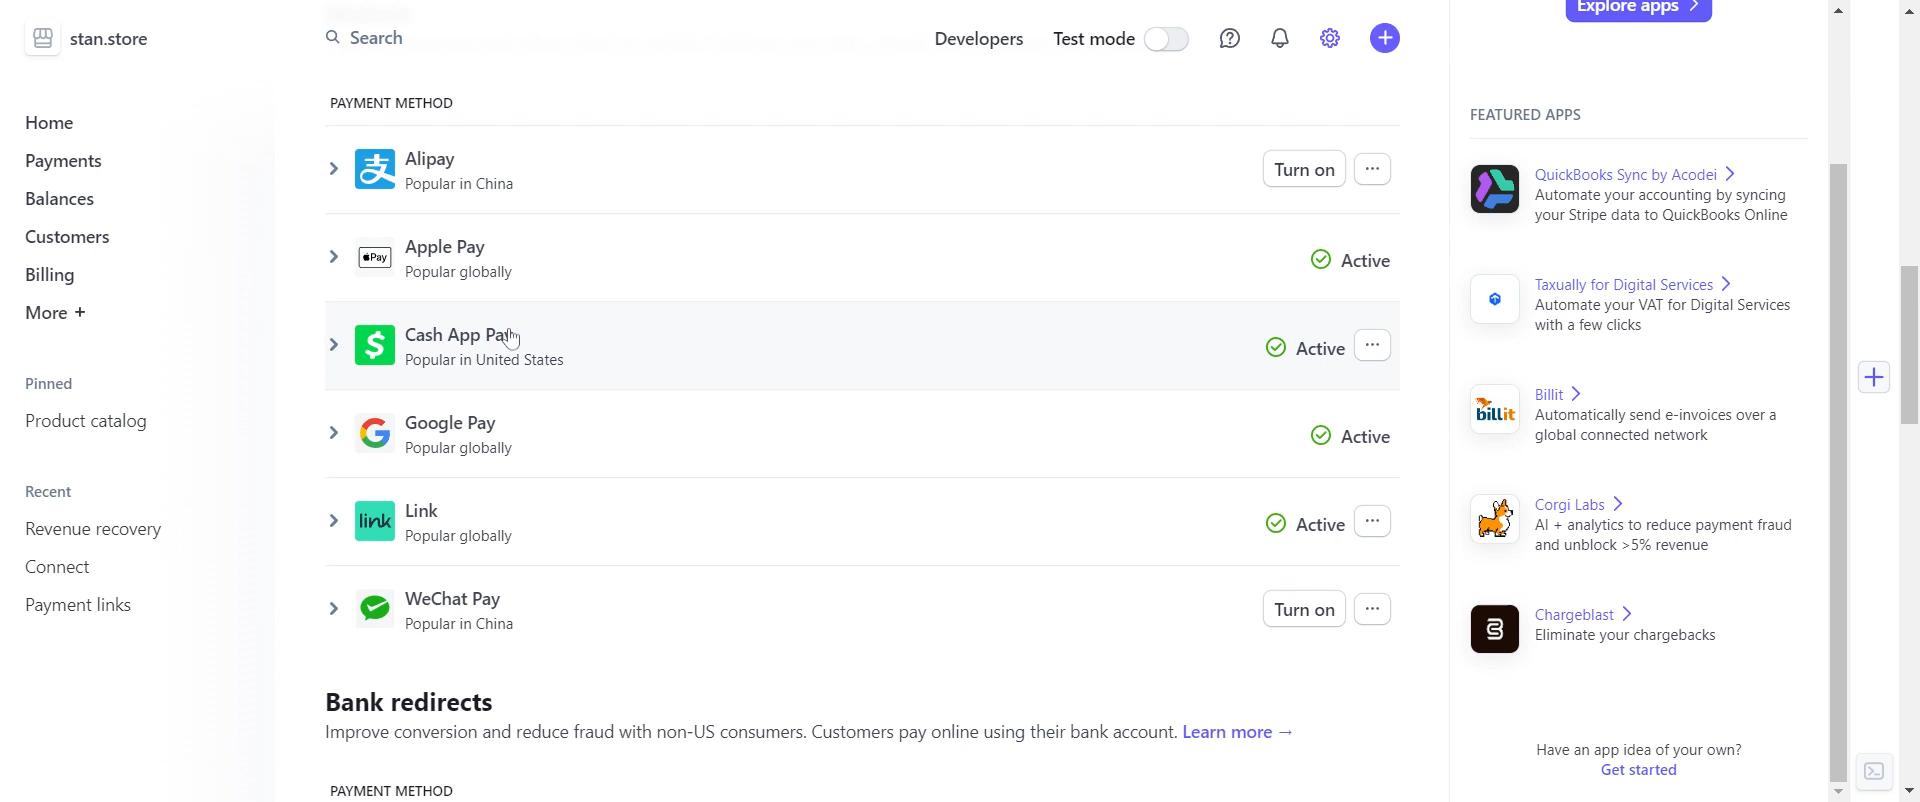 stan.store
Search
Developers
Test mode
Home
Payments
Balances
Customers
Billing
More +
Pinned
Product catalog
Recent
Revenue recovery
Connect
Payment links
PAYMENT METHOD
Alipay
Popular in China
Turn on
支
Apple Pay
Popular globally
Pay
Active
Cash App Pay
Popular in United States
$
Active
Google Pay
Popular globally
G
Active
Link
Popular globally
link
Active
WeChat Pay
Popular in China
Turn on
Bank redirects
Improve conversion and reduce fraud with non-US consumers. Customers pay online using their bank account. Learn more →
PAYMENT METHOD
Explore apps
FEATURED APPS
QuickBooks Sync by Acodei
Automate your accounting by syncing
your Stripe data to QuickBooks Online
Taxually for Digital Services
Automate your VAT for Digital Services
with a few clicks
billit
Billit
Automatically send e-invoices over a
global connected network
Corgi Labs
AI + analytics to reduce payment fraud
and unblock >5% revenue
Chargeblast
Eliminate your chargebacks
Have an app idea of your own?
Get started